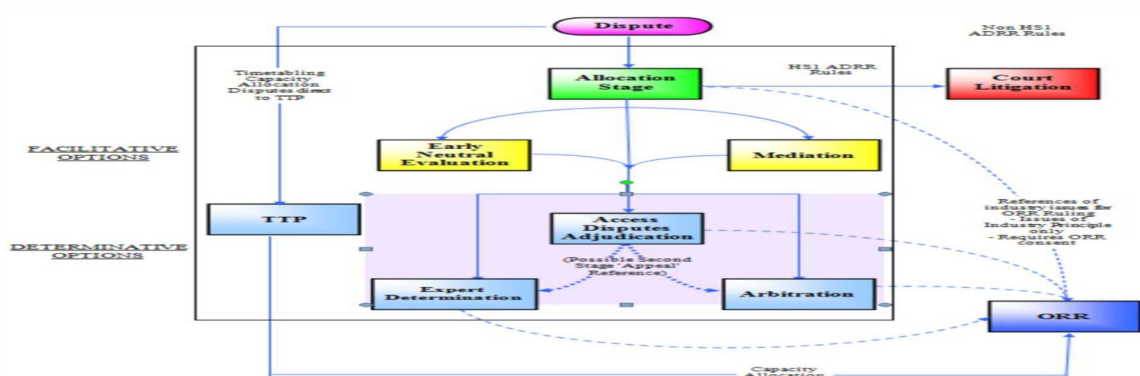 Dispute
Non HS1
ADRR Rules
Timetabling
Capacity
Allocation
Disputes direct
to TTP
Allocation
Stage
HS1 ADRR
Rules
Court
Litigation
FACILITATIVE
OPTIONS
Early
Neutral
Evaluation
Mediation
TTP
Access
Disputes
Adjudication
References of
industry issues for
ORR Ruling
- Issues of
Industry Principle
only
- Requires ORR
consent
DETERMINATIVE
OPTIONS
(Possible Second
Stage 'Appeal'
Reference)
Expert
Determination
Arbitration
ORR
Capacity
Allocation